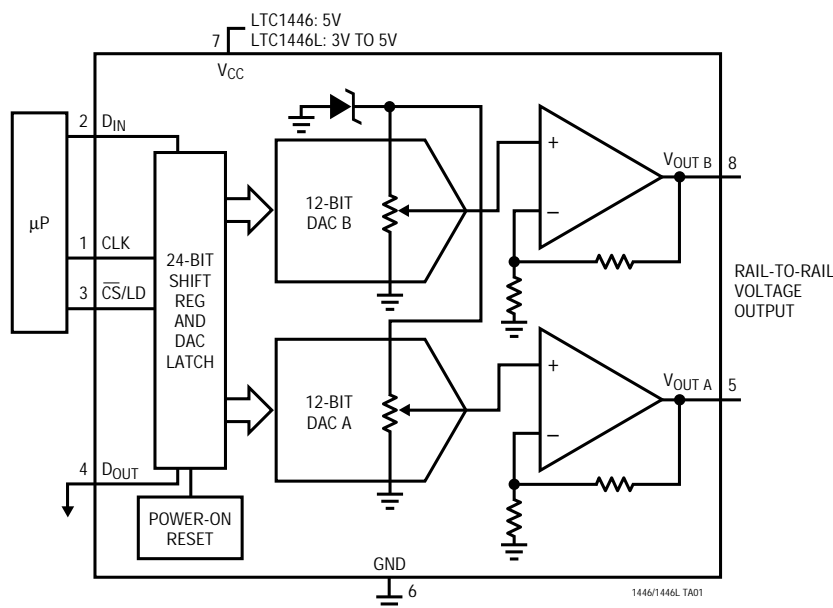 LTC1446: 5V
LTC1446L: 3V TO 5V
7
VCC
2 DIN
μP
1 CLK
3 CS/LD
4 DOUT
24-BIT
SHIFT
REG
AND
DAC
LATCH
POWER-ON
RESET
12-BIT
DAC B
+
−
VOUT B 8
RAIL-TO-RAIL
VOLTAGE
OUTPUT
12-BIT
DAC A
+
−
VOUT A 5
GND
6
1446/1446L TA01